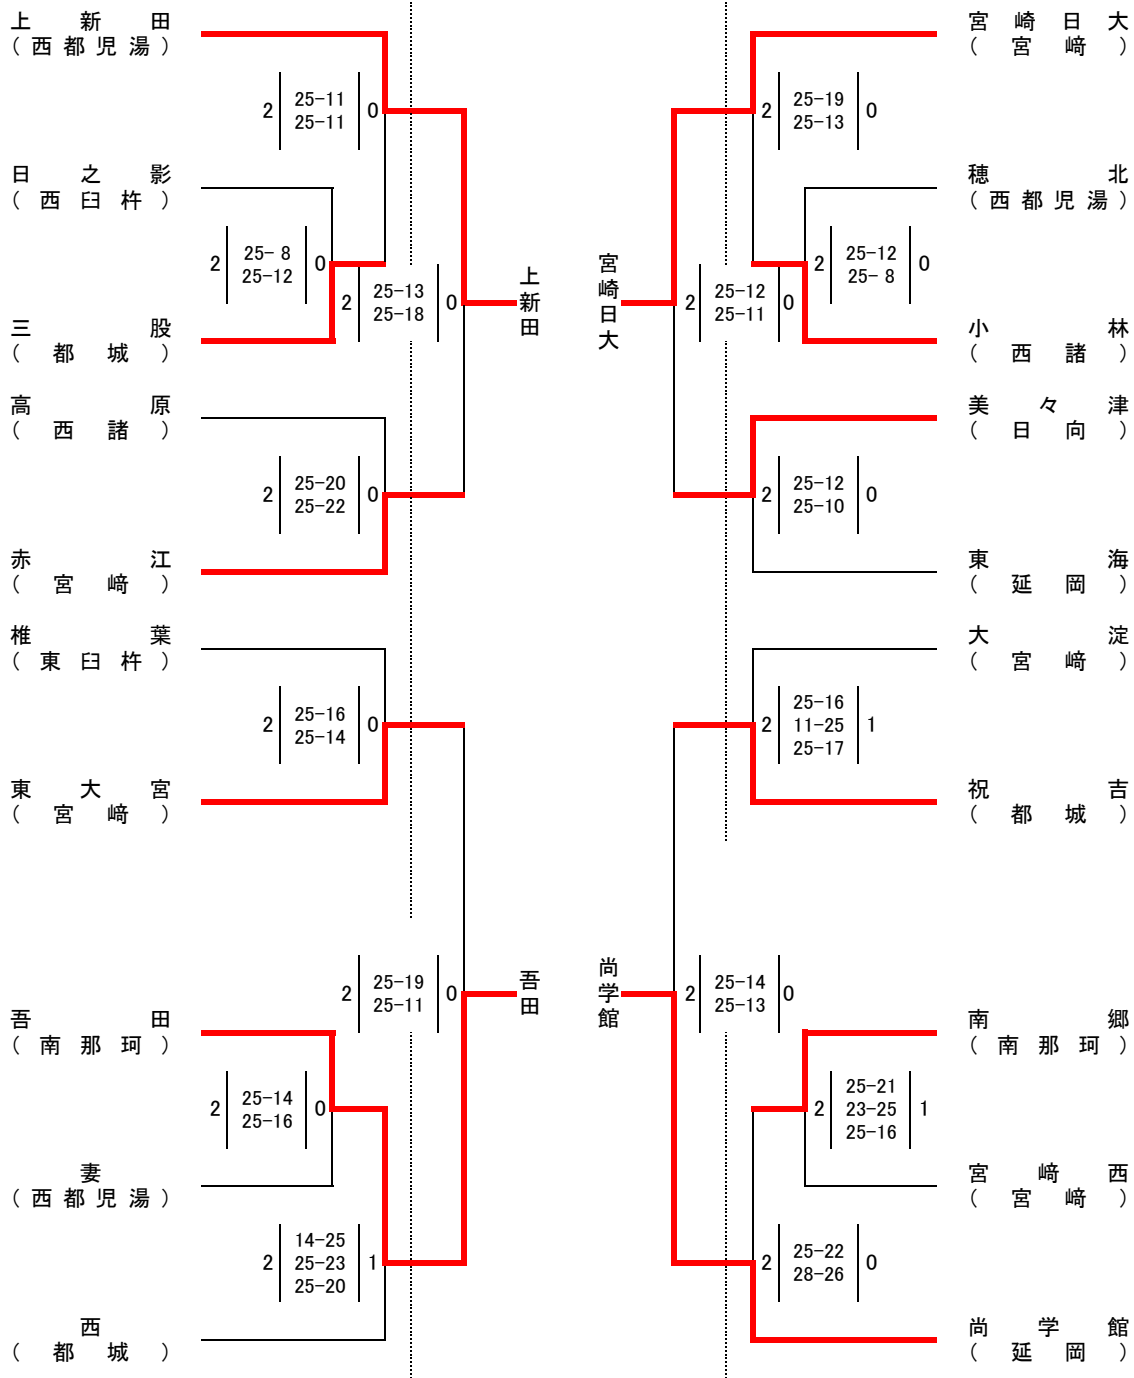 上新田
(西都児湯)
2 25-11 0
25-11
日之影
(西臼杵)
2 25- 8 0
25-12
三股
(都城)
2 25-13 0
25-18
上新田
高原
(西諸)
2 25-20 0
25-22
赤江
(宮﨑)
椎葉
(東臼杵)
2 25-16 0
25-14
東大宮
(宮﨑)
2 25-19 0
25-11
吾田
吾田
(南那珂)
2 25-14 0
25-16
妻
(西都児湯)
14-25
2 25-23 1
25-20
西
(都城)
宮崎日大
(宮﨑)
2 25-19 0
25-13
穂北
(西都児湯)
2 25-12 0
25- 8
宮崎日大
2 25-12 0
25-11
小林
(西諸)
美々津
(日向)
2 25-12 0
25-10
東海
(延岡)
大淀
(宮﨑)
25-16
2 11-25 1
25-17
祝吉
(都城)
尚学館
2 25-14 0
25-13
南郷
(南那珂)
25-21
2 23-25 1
25-16
宮﨑西
(宮﨑)
2 25-22 0
28-26
尚学館
(延岡)